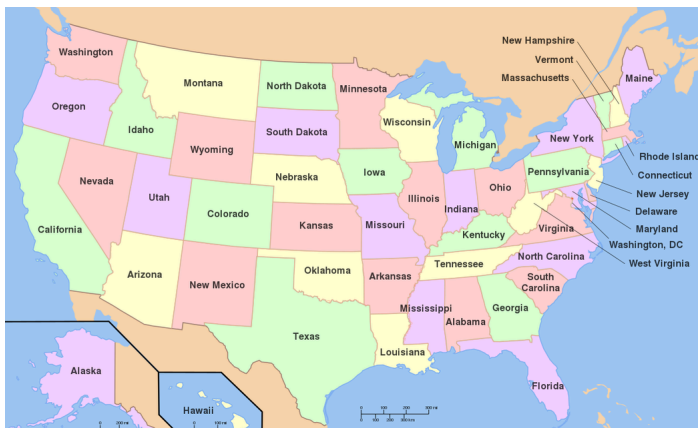 New Hampshire
Vermont
Massachusetts
Washington
Montana
North Dakota
Minnesota
Maine
Oregon
Idaho
Wisconsin
South Dakota
Michigan
New York
Wyoming
Rhode Island
Connecticut
Pennsylvania
Nebraska
Iowa
Nevada
Utah
Illinois
Indiana
Ohio
New Jersey
Colorado
Delaware
Maryland
California
Kansas
Missouri
Kentucky
Virginia
Washington, DC
West Virginia
Arizona
New Mexico
Oklahoma
Arkansas
Tennessee
North Carolina
South
Carolina
Mississippi
Alabama
Georgia
Texas
Louisiana
Alaska
Florida
Hawaii